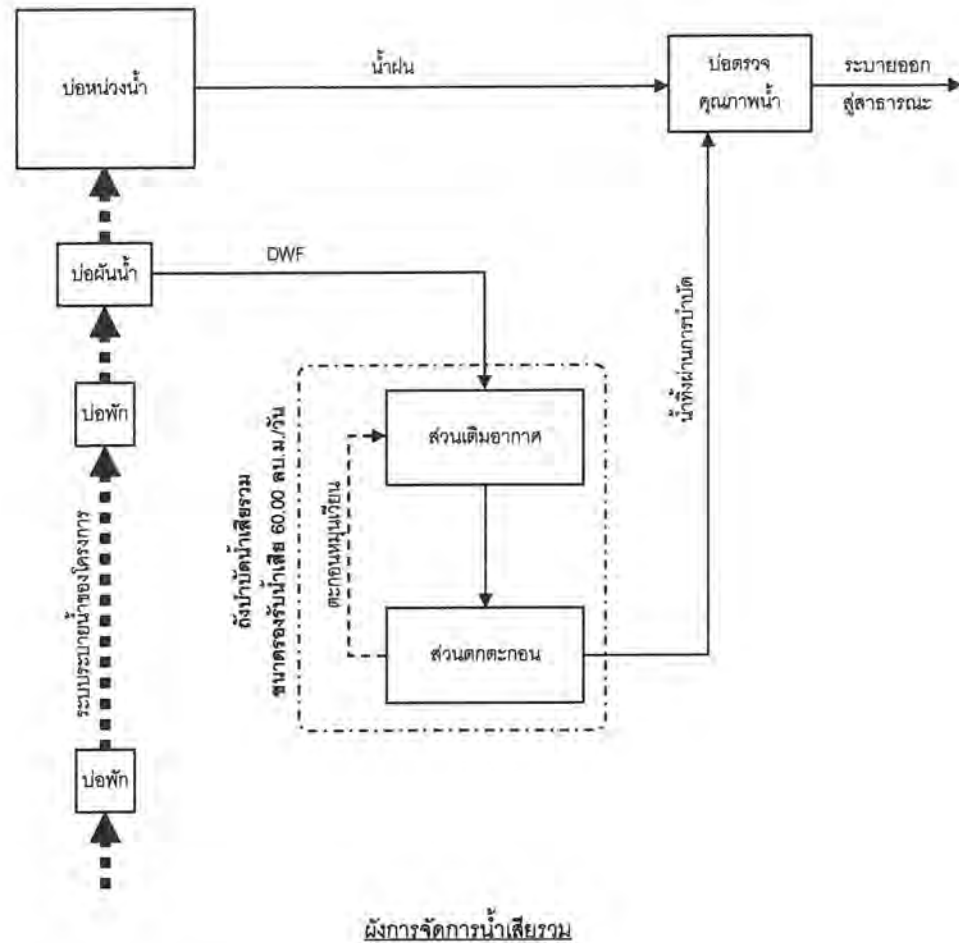 บ่อหน่วงน้ำ
น้ำฝน
บ่อตรวจ
คุณภาพน้ำ
ระบายออก
สู่สาธารณะ
บ่อผันน้ำ
DWF
บ่อพัก
ระบบระบายน้ำของโครงการ
บ่อพัก
ถังบำบัดน้ำเสียรวม
ขนาดรองรับน้ำเสีย 60.00 ลบ.ม./วัน
ตะกอนหมุนเวียน
ส่วนเติมอากาศ
ส่วนตกตะกอน
น้ำทิ้งผ่านการบำบัด
ผังการจัดการน้ำเสียรวม